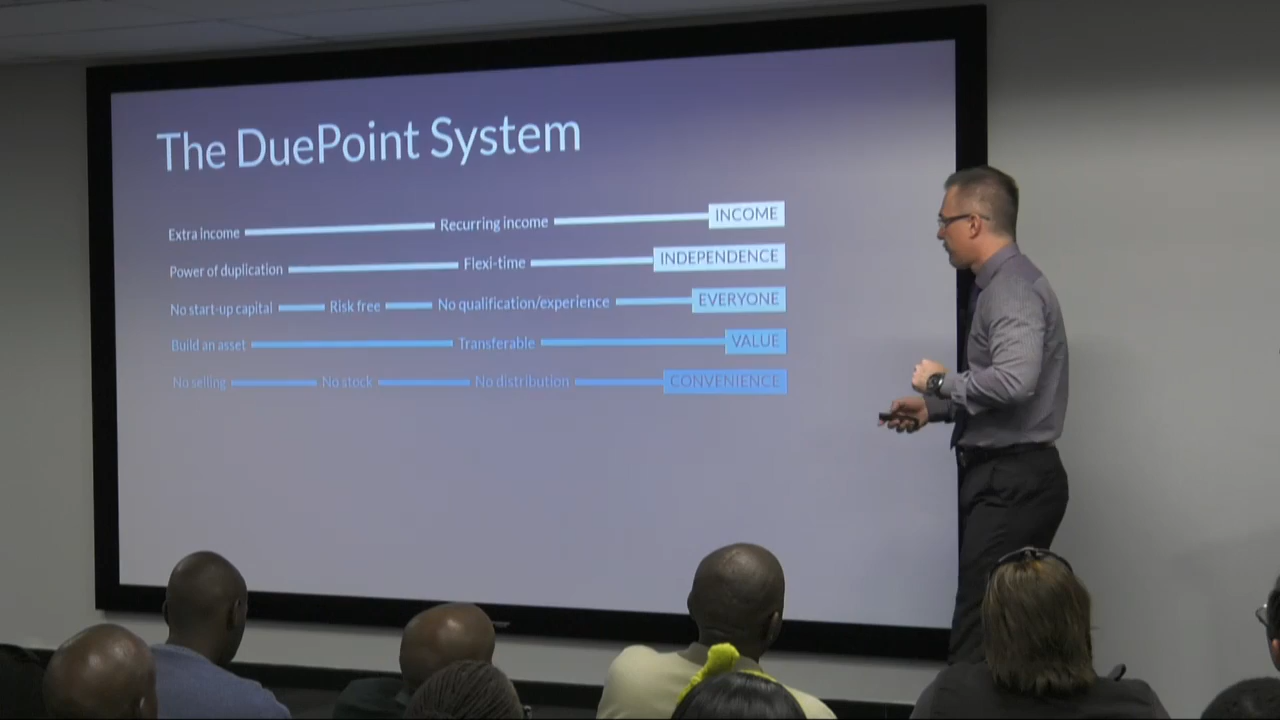 The DuePoint System
Extra income Recurring income INCOME
Power of duplication Flexi-time INDEPENDENCE
No start-up capital Risk free No qualification/experience EVERYONE
Build an asset Transferable VALUE
No selling No stock No distribution CONVENIENCE